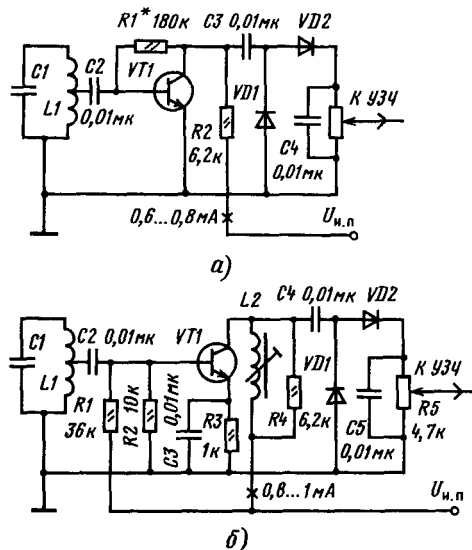 R1* 180к
C3 0,01мк
VD2
C1
C2
L1
0,01мк
VT1
R2
6,2к
VD1
C4
0,01мк
К УЗЧ
0,6...0,8мА
Uи.п
а)
L2
C4 0,01мк
VD2
C2 0,01мк
VT1
C1
L1
R1
36к
R2
10к
C3
0,01мк
R3
1к
R4
6,2к
VD1
C5
0,01мк
К УЗЧ
R5
4,7к
0,8...1мА
Uи.п
б)